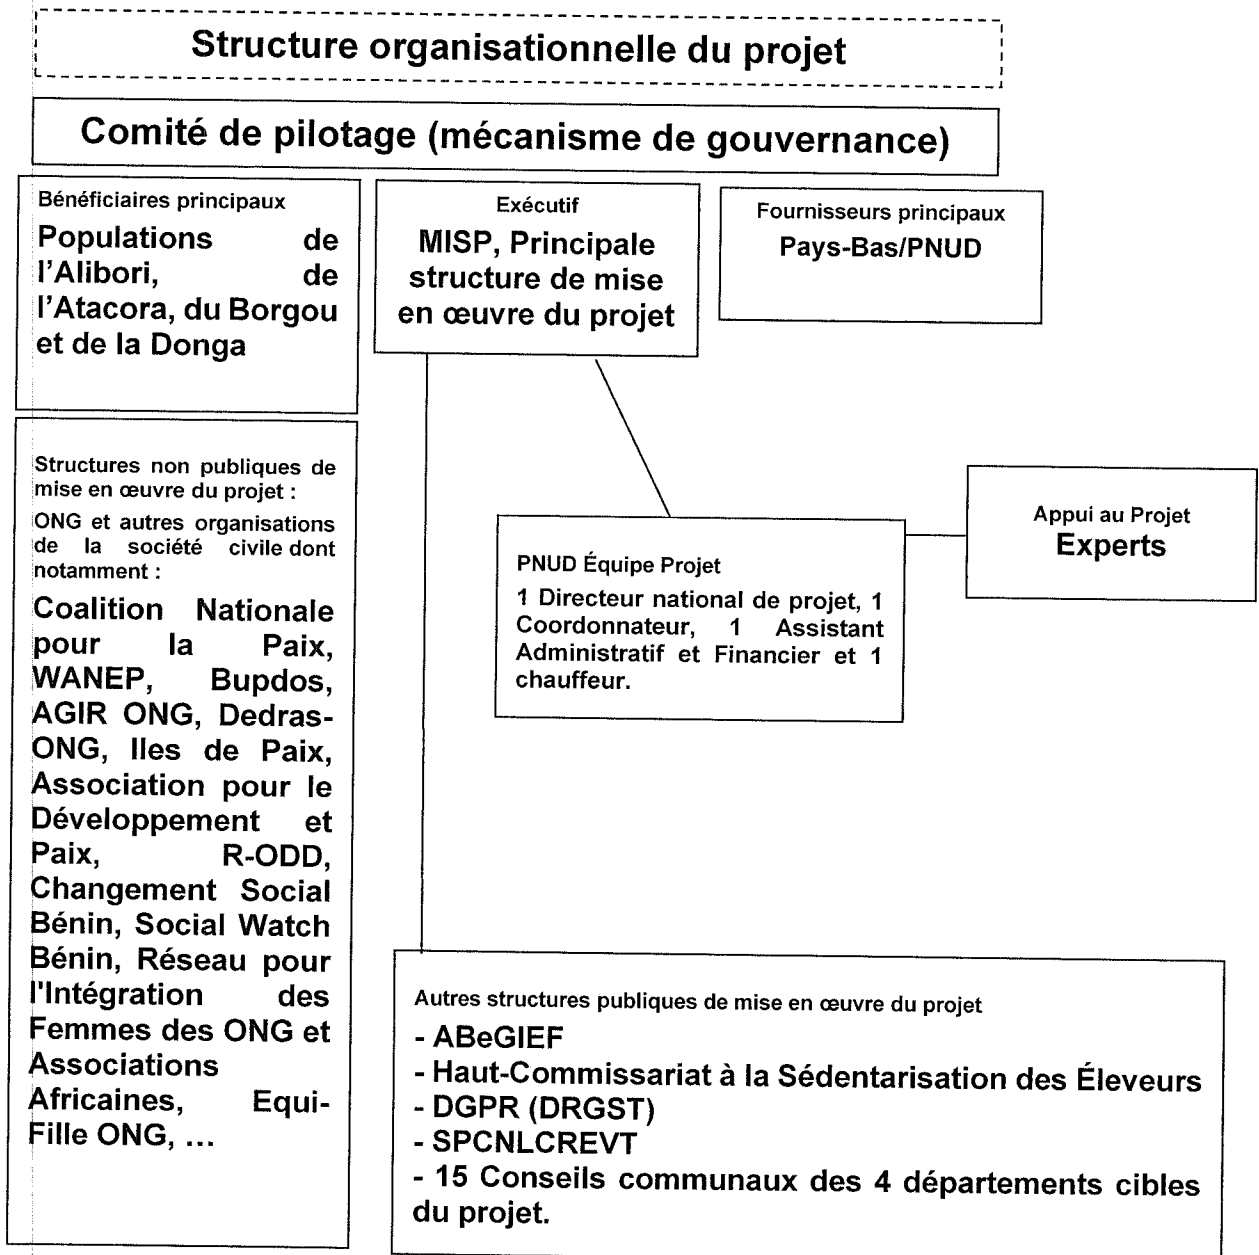 Structure organisationnelle du projet
Comité de pilotage (mécanisme de gouvernance)
Bénéficiaires principaux
Populations de
l'Alibori, de
l'Atacora, du Borgou
et de la Donga
Exécutif
MISP, Principale
structure de mise
en œuvre du projet
Fournisseurs principaux
Pays-Bas/PNUD
Structures non publiques de
mise en œuvre du projet :
ONG et autres organisations
de la société civile dont
notamment :
Coalition Nationale
pour la Paix,
WANEP, Bupdos,
AGIR ONG, Dedras-
ONG, Iles de Paix,
Association pour le
Développement et
Paix, R-ODD,
Changement Social
Bénin, Social Watch
Bénin, Réseau pour
l'Intégration des
Femmes des ONG et
Associations
Africaines, Equi-
Fille ONG, ...
PNUD Équipe Projet
1 Directeur national de projet, 1
Coordonnateur, 1 Assistant
Administratif et Financier et 1
chauffeur.
Appui au Projet
Experts
Autres structures publiques de mise en œuvre du projet
- ABeGIEF
- Haut-Commissariat à la Sédentarisation des Éleveurs
- DGPR (DRGST)
- SPCNLCREVT
- 15 Conseils communaux des 4 départements cibles
du projet.